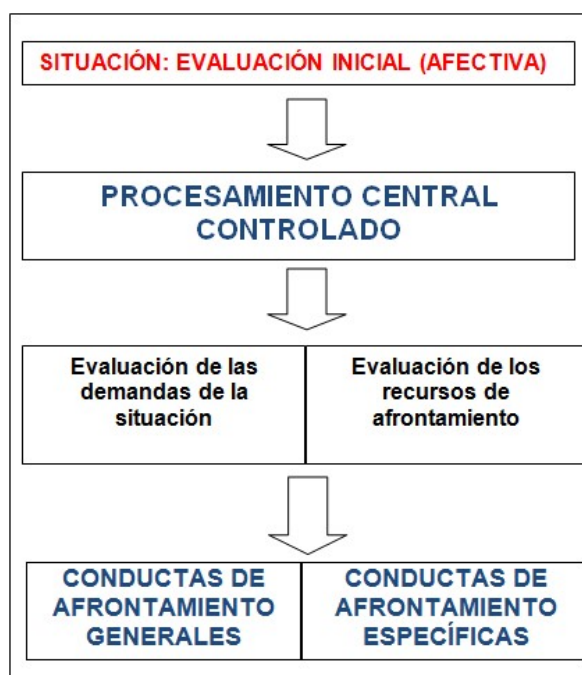 SITUACIÓN: EVALUACIÓN INICIAL (AFECTIVA)
PROCESAMIENTO CENTRAL
CONTROLADO
Evaluación de las
demandas de la
situación
Evaluación de los
recursos de
afrontamiento
CONDUCTAS DE
AFRONTAMIENTO
GENERALES
CONDUCTAS DE
AFRONTAMIENTO
ESPECÍFICAS